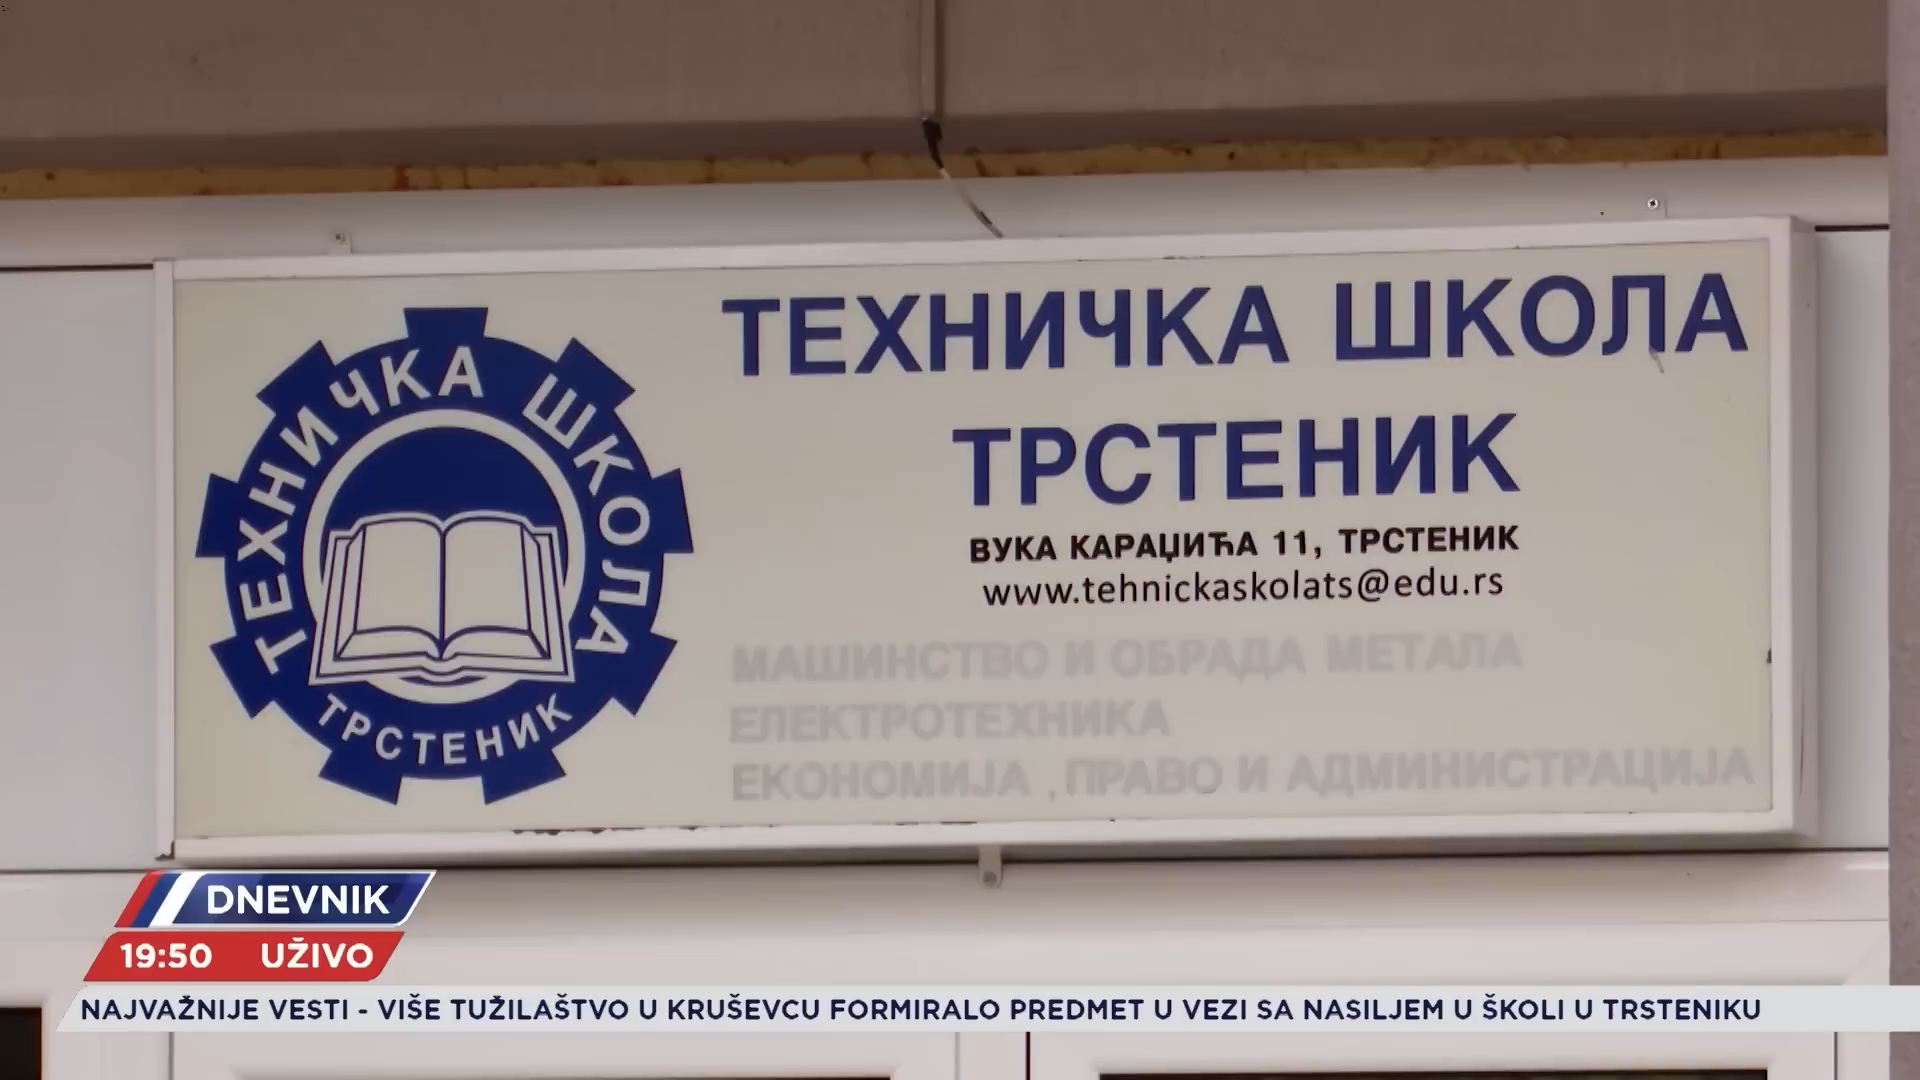 ТЕХНИЧКА ШКОЛА
ТРСТЕНИК
ТЕХНИЧКА ШКОЛА
ТРСТЕНИК
ВУКА КАРАЏИЋА 11, ТРСТЕНИК
www.tehnickaskolats@edu.rs
МАШИНСТВО И ОБРАДА МЕТАЛА
ЕЛЕКТРОТЕХНИКА
ЕКОНОМИЈА ,ПРАВО И АДМИНИСТРАЦИЈА
DNEVNIK
19:50 UŽIVO
NAJVAŽNIJE VESTI - VIŠE TUŽILAŠTVO U KRUŠEVCU FORMIRALO PREDMET U VEZI SA NASILJEM U ŠKOLI U TRSTENIKU